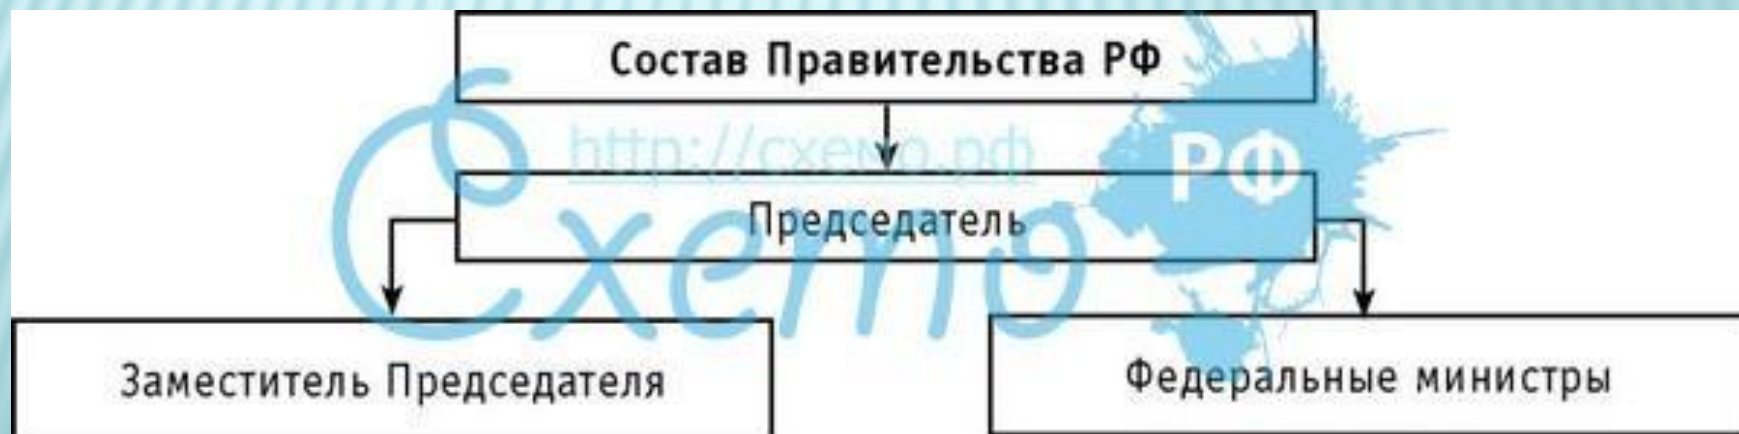 Состав Правительства РФ
http://схемо.рф
РФ
Председатель
Схемо
Заместитель Председателя
Федеральные министры